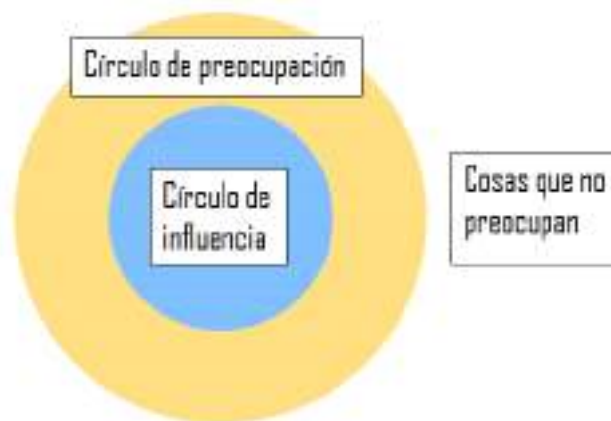 Círculo de preocupación
Círculo de
influencia
Cosas que no
preocupan